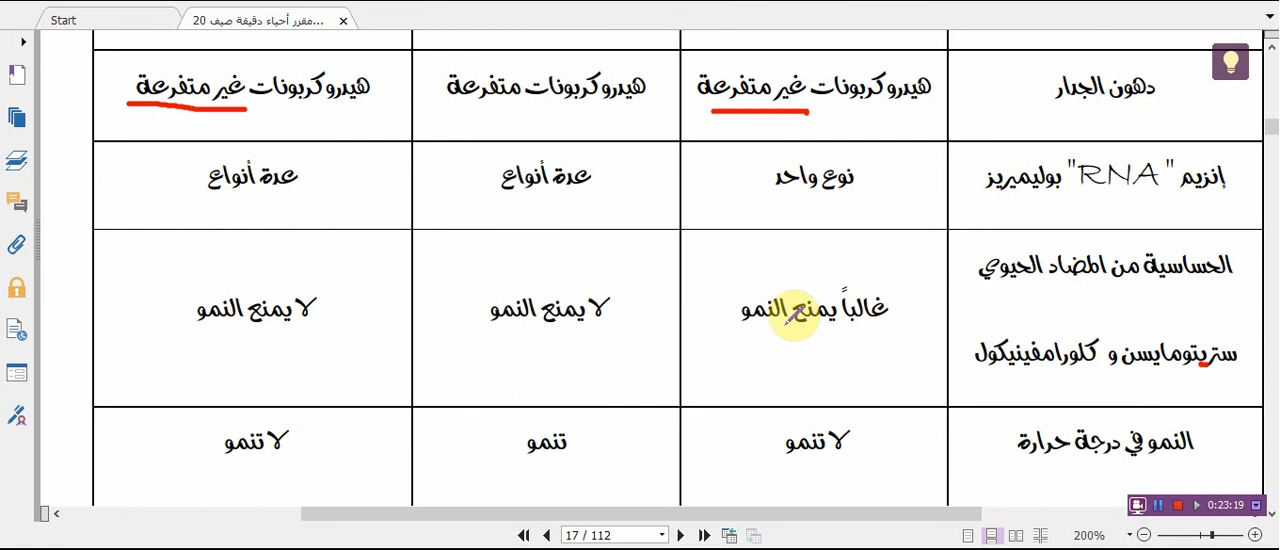 Start
مقرر أحياء دقيقة صيف 20...
دهون الجدار
هيدروكربونات غير متفرعة
هيدروكربونات متفرعة
هيدروكربونات غير متفرعة
إنزيم "RNA" بوليميريز
نوع واحد
عدة أنواع
عدة أنواع
الحساسية من المضاد الحيوي
ستريتومايسن و كلورامفينيكول
غالباً يمنع النمو
لا يمنع النمو
لا يمنع النمو
النمو في درجة حرارة
لا تنمو
تنمو
لا تنمو
0:23:19
17 / 112
200%